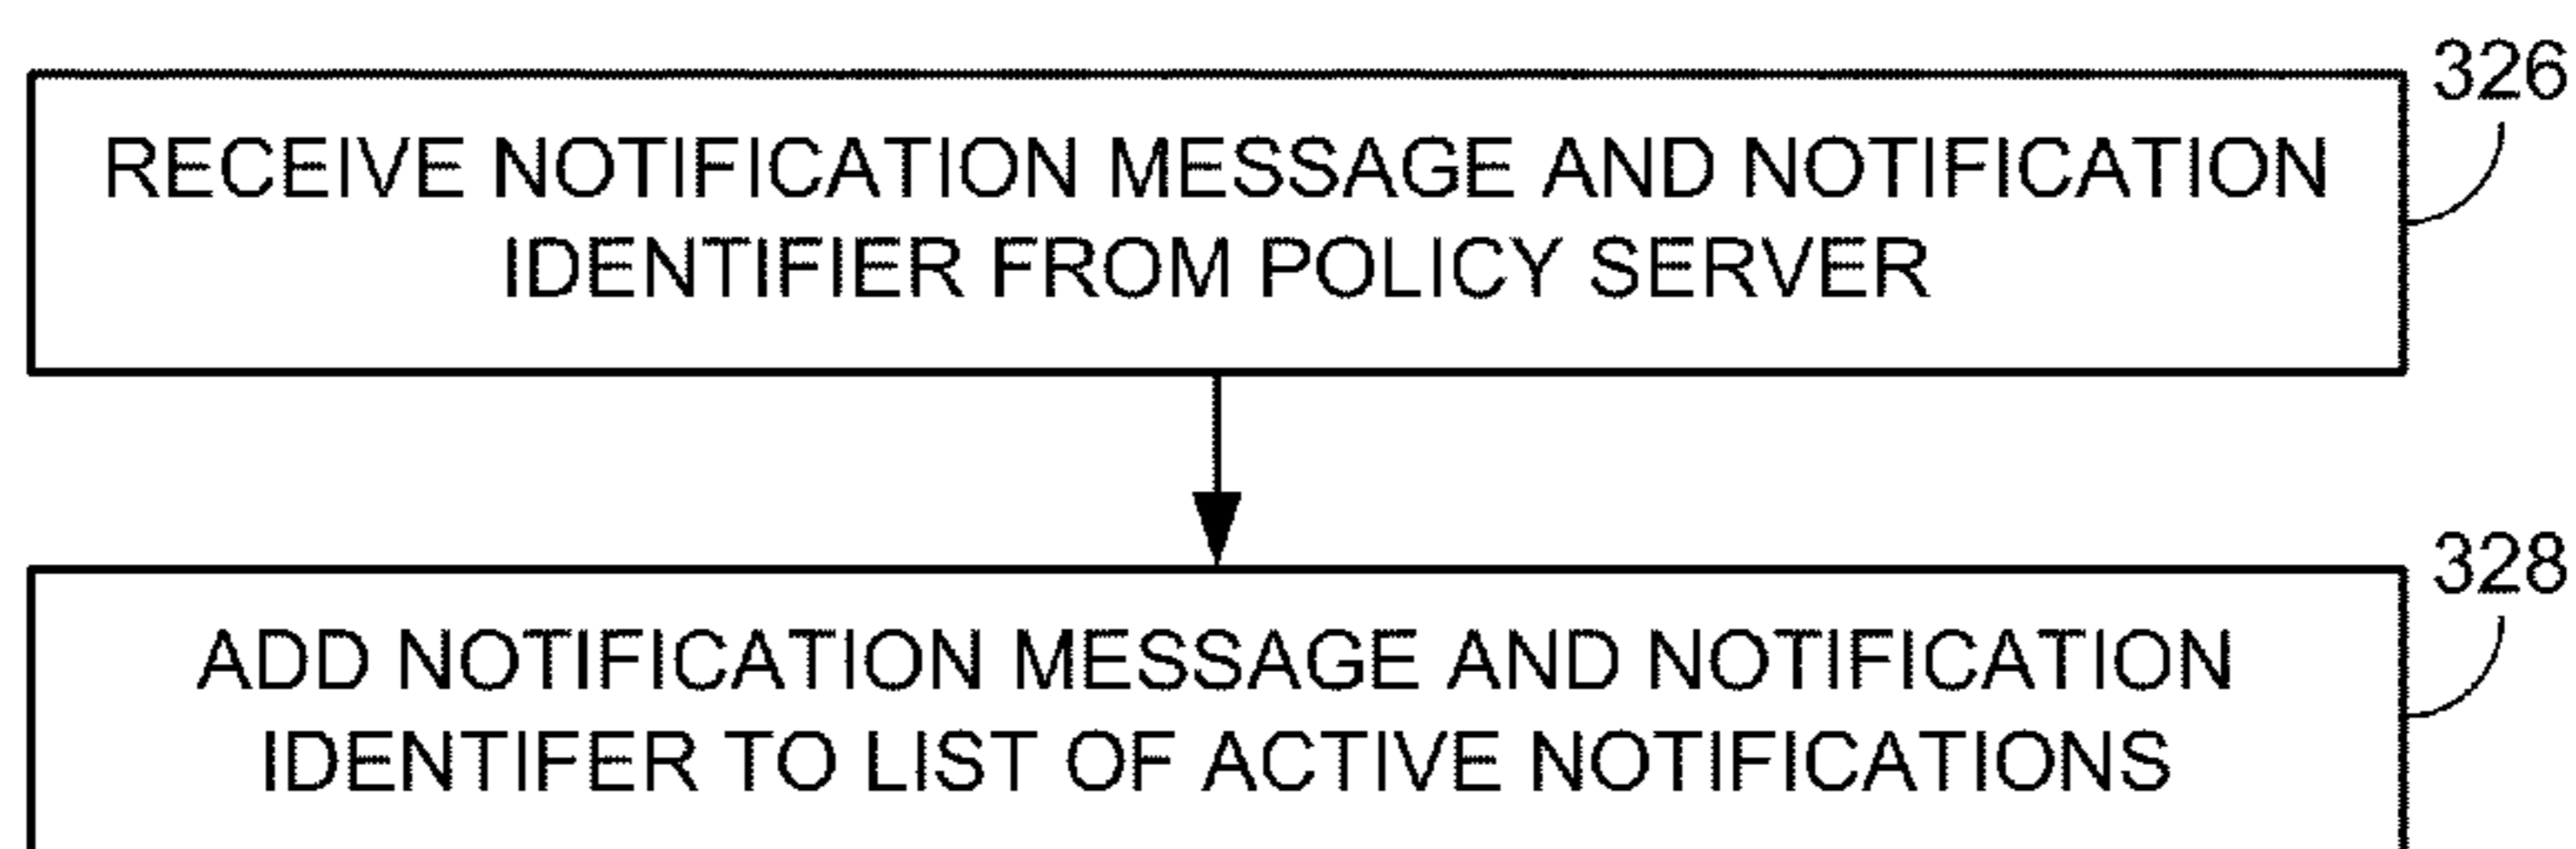 326
RECEIVE NOTIFICATION MESSAGE AND NOTIFICATION
IDENTIFIER FROM POLICY SERVER
328
ADD NOTIFICATION MESSAGE AND NOTIFICATION
IDENTIFER TO LIST OF ACTIVE NOTIFICATIONS